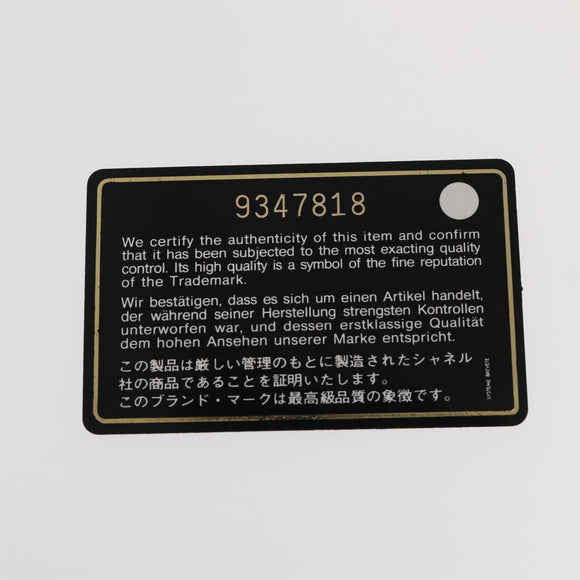 9347818
We certify the authenticity of this item and confirm
that it has been subjected to the most exacting quality
control. Its high quality is a symbol of the fine reputation
of the Trademark.
Wir bestätigen, dass es sich um einen Artikel handelt,
der während seiner Herstellung strengsten Kontrollen
unterworfen war, und dessen erstklassige Qualität
dem hohen Ansehen unserer Marke entspricht.
この製品は厳しい管理のもとに製造されたシャネル
社の商品であることを証明いたします。
このブランド・マークは最高級品質の象徴です。
SYSTEME BREVETE